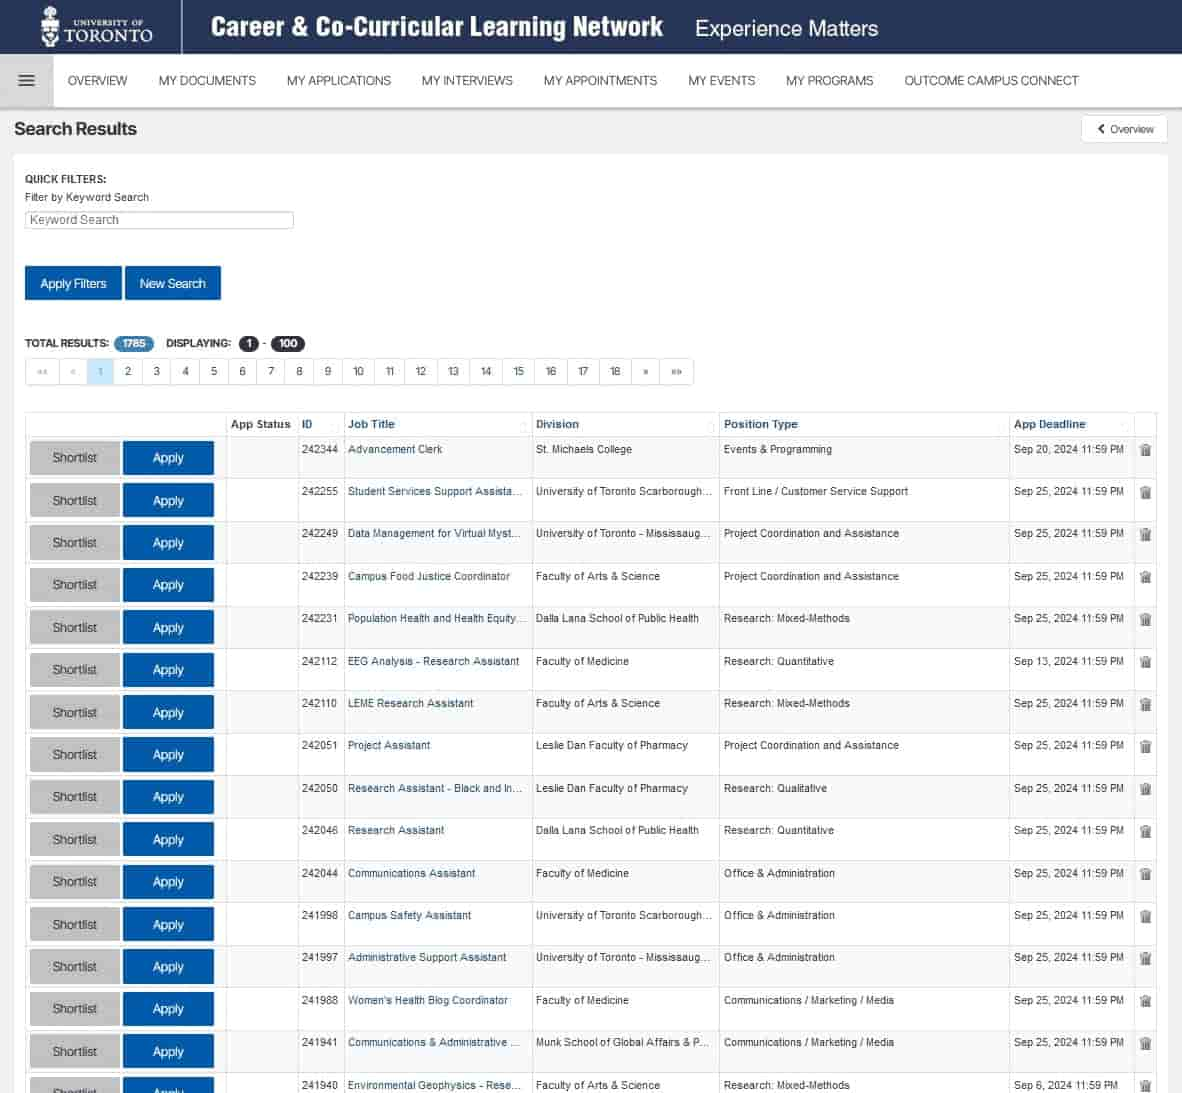 UNIVERSITY OF
TORONTO
Career & Co-Curricular Learning Network Experience Matters
OVERVIEW MY DOCUMENTS MY APPLICATIONS MY INTERVIEWS MY APPOINTMENTS MY EVENTS MY PROGRAMS OUTCOME CAMPUS CONNECT
Search Results < Overview
QUICK FILTERS:
Filter by Keyword Search
Keyword Search
Apply Filters New Search
TOTAL RESULTS: 1785 DISPLAYING: 1 - 100
«« « 1 2 3 4 5 6 7 8 9 10 11 12 13 14 15 16 17 18 » »»
App Status ID Job Title Division Position Type App Deadline
Shortlist Apply 242344 Advancement Clerk St. Michaels College Events & Programming Sep 20, 2024 11:59 PM
Shortlist Apply 242255 Student Services Support Assista... University of Toronto Scarborough... Front Line / Customer Service Support Sep 25, 2024 11:59 PM
Shortlist Apply 242249 Data Management for Virtual Myst... University of Toronto - Mississaug... Project Coordination and Assistance Sep 25, 2024 11:59 PM
Shortlist Apply 242239 Campus Food Justice Coordinator Faculty of Arts & Science Project Coordination and Assistance Sep 25, 2024 11:59 PM
Shortlist Apply 242231 Population Health and Health Equity... Dalla Lana School of Public Health Research: Mixed-Methods Sep 25, 2024 11:59 PM
Shortlist Apply 242112 EEG Analysis - Research Assistant Faculty of Medicine Research: Quantitative Sep 13, 2024 11:59 PM
Shortlist Apply 242110 LEME Research Assistant Faculty of Arts & Science Research: Mixed-Methods Sep 25, 2024 11:59 PM
Shortlist Apply 242051 Project Assistant Leslie Dan Faculty of Pharmacy Project Coordination and Assistance Sep 25, 2024 11:59 PM
Shortlist Apply 242050 Research Assistant - Black and In... Leslie Dan Faculty of Pharmacy Research: Qualitative Sep 25, 2024 11:59 PM
Shortlist Apply 242046 Research Assistant Dalla Lana School of Public Health Research: Quantitative Sep 25, 2024 11:59 PM
Shortlist Apply 242044 Communications Assistant Faculty of Medicine Office & Administration Sep 25, 2024 11:59 PM
Shortlist Apply 241998 Campus Safety Assistant University of Toronto Scarborough... Office & Administration Sep 25, 2024 11:59 PM
Shortlist Apply 241997 Administrative Support Assistant University of Toronto - Mississaug... Office & Administration Sep 25, 2024 11:59 PM
Shortlist Apply 241988 Women's Health Blog Coordinator Faculty of Medicine Communications / Marketing / Media Sep 25, 2024 11:59 PM
Shortlist Apply 241941 Communications & Administrative ... Munk School of Global Affairs & P... Communications / Marketing / Media Sep 25, 2024 11:59 PM
Shortlist Apply 241940 Environmental Geophysics - Rese... Faculty of Arts & Science Research: Mixed-Methods Sep 6, 2024 11:59 PM